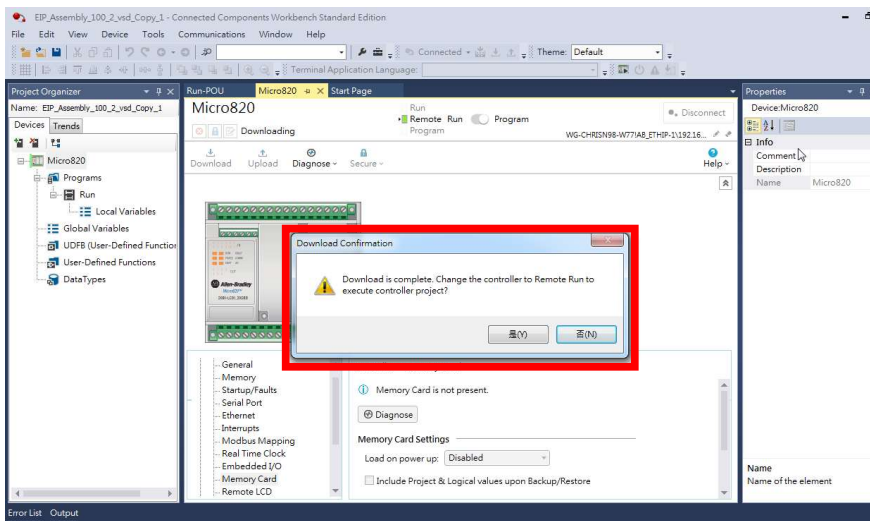 EIP_Assembly_100_2_vsd_Copy_1 - Connected Components Workbench Standard Edition
File Edit View Device Tools Communications Window Help
Connected
Theme: Default
Terminal Application Language:
Project Organizer
Name: EIP_Assembly_100_2_vsd_Copy_1
Devices Trends
Micro820
Programs
Run
Local Variables
Global Variables
UDFB (User-Defined Function
User-Defined Functions
DataTypes
Run-POU Micro820 Start Page
Micro820
Downloading
Run
Remote Run Program
Program
Disconnect
WG-CHRISN98-W77\AB_ETHIP-1\192.16...
Download Upload Diagnose Secure Help
Allen-Bradley
Download Confirmation
Download is complete. Change the controller to Remote Run to
execute controller project?
是(Y) 否(N)
General
Memory
Startup/Faults
Serial Port
Ethernet
Interrupts
Modbus Mapping
Real Time Clock
Embedded I/O
Memory Card
Remote LCD
Memory Card is not present.
Diagnose
Memory Card Settings
Load on power up: Disabled
Include Project & Logical values upon Backup/Restore
Properties
Device:Micro820
Info
Comment
Description
Name Micro820
Name
Name of the element
Error List Output